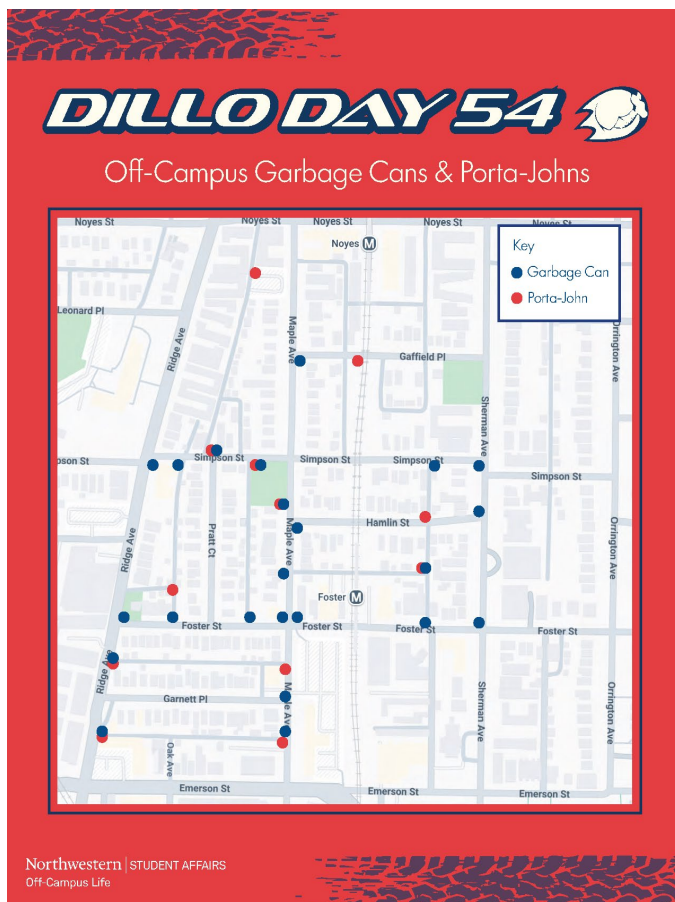 DILLO DAY 54
Off-Campus Garbage Cans & Porta-Johns
Noyes St
Noyes St
Noyes St
Noyes St
Noyes St
Noyes M
Key
Garbage Can
Porta-John
Leonard Pl
Ridge Ave
Maple Ave
Gaffield Pl
Orrington Ave
Sherman Ave
pson St
Simpson St
Simpson St
Simpson St
Simpson St
Hamlin St
Ridge Ave
Pratt Ct
Maple Ave
Orrington Ave
Foster M
Foster St
Foster St
Foster St
Foster St
Ridge Ave
Garnett Pl
Maple Ave
Sherman Ave
Orrington Ave
Oak Ave
Emerson St
Emerson St
Emerson St
Northwestern | STUDENT AFFAIRS
Off-Campus Life